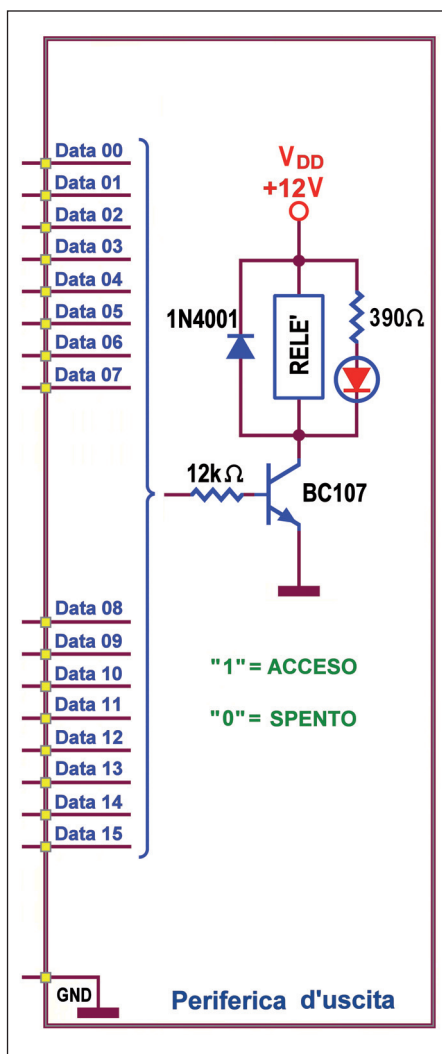 Data 00
Data 01
Data 02
Data 03
Data 04
Data 05
Data 06
Data 07
VDD
+12V
1N4001
RELE'
390Ω
12kΩ
BC107
Data 08
Data 09
Data 10
Data 11
Data 12
Data 13
Data 14
Data 15
"1"= ACCESO
"0"= SPENTO
GND
Periferica d'uscita